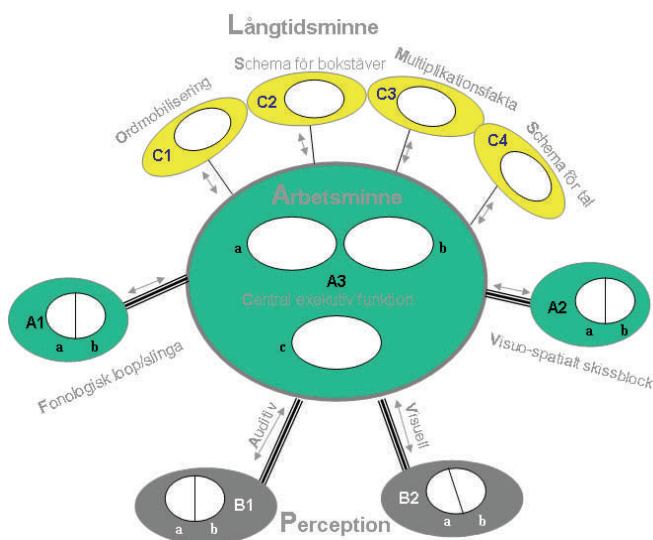 Långtidsminne
Schema för bokstäver
Multiplikationsfakta
Ordmobilisering
Schema för tal
C1
C2
C3
C4
Arbetsminne
a
b
A3
Central exekutiv funktion
c
A1
a b
Fonologisk loop/slinga
A2
a b
Visuo-spatialt skissblock
Auditiv
Visuell
B1
a b
B2
a b
Perception